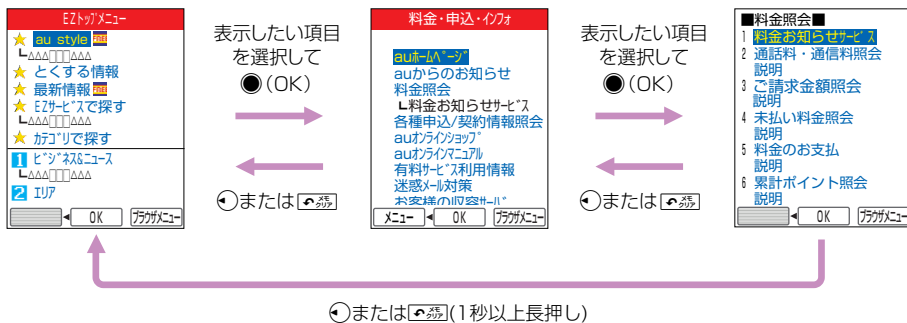 EZトップメニュー
au style FREE
└△△△□□□△△△
とくする情報
最新情報 FREE
EZサービスで探す
└△△△□□□△△△
カテゴリで探す
1 ビジネス&ニュース
└△△△□□□△△△
2 エリア
OK ブラウザメニュー
表示したい項目
を選択して
●(OK)
または クリア メモ
料金・申込・インフォ
auホームページ
auからのお知らせ
料金照会
└料金お知らせサービス
各種申込/契約情報照会
auオンラインショップ
auオンラインマニュアル
有料サービス利用情報
迷惑メール対策
お客様の収容サーバ
メニュー OK ブラウザメニュー
表示したい項目
を選択して
●(OK)
または クリア メモ
■料金照会■
1 料金お知らせサービス
2 通話料・通信料照会
説明
3 ご請求金額照会
説明
4 未払い料金照会
説明
5 料金のお支払
説明
6 累計ポイント照会
説明
OK ブラウザメニュー
または クリア メモ (1秒以上長押し)